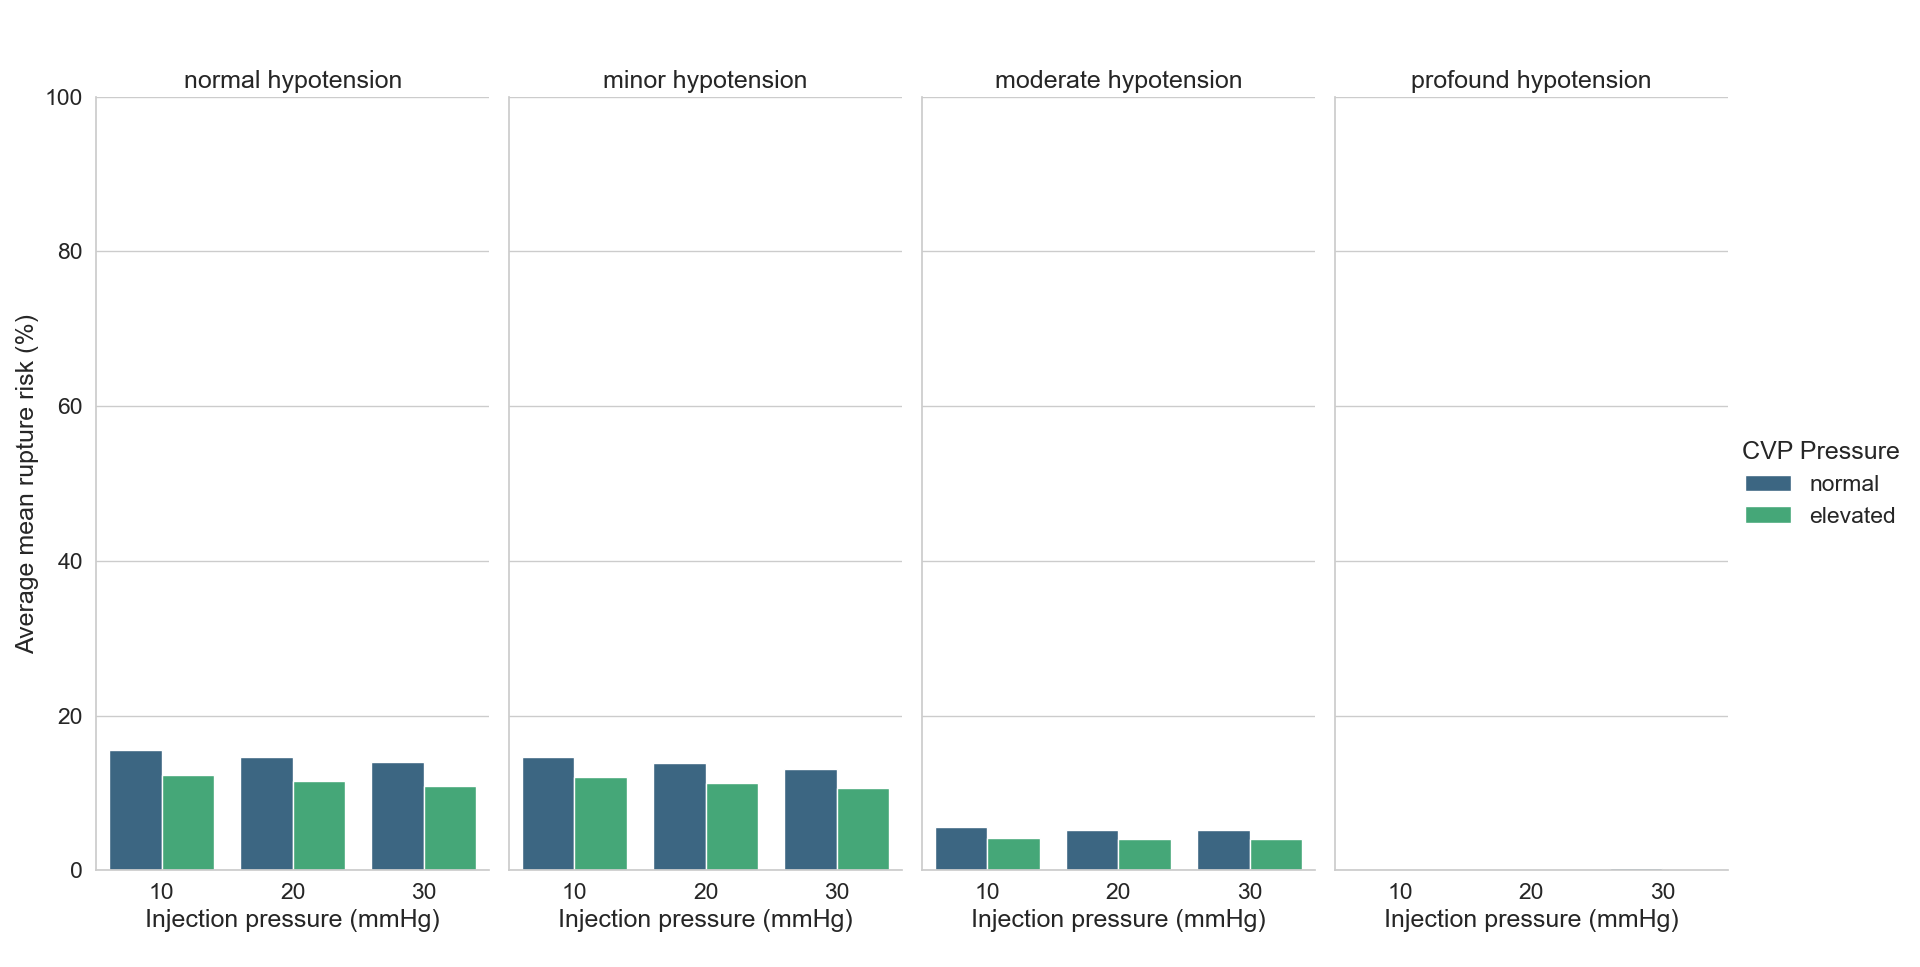 normal hypotension
minor hypotension
moderate hypotension
profound hypotension
100
80
60
40
20
0
Average mean rupture risk (%)
10 20 30
10 20 30
10 20 30
10 20 30
Injection pressure (mmHg)
Injection pressure (mmHg)
Injection pressure (mmHg)
Injection pressure (mmHg)
CVP Pressure
normal
elevated